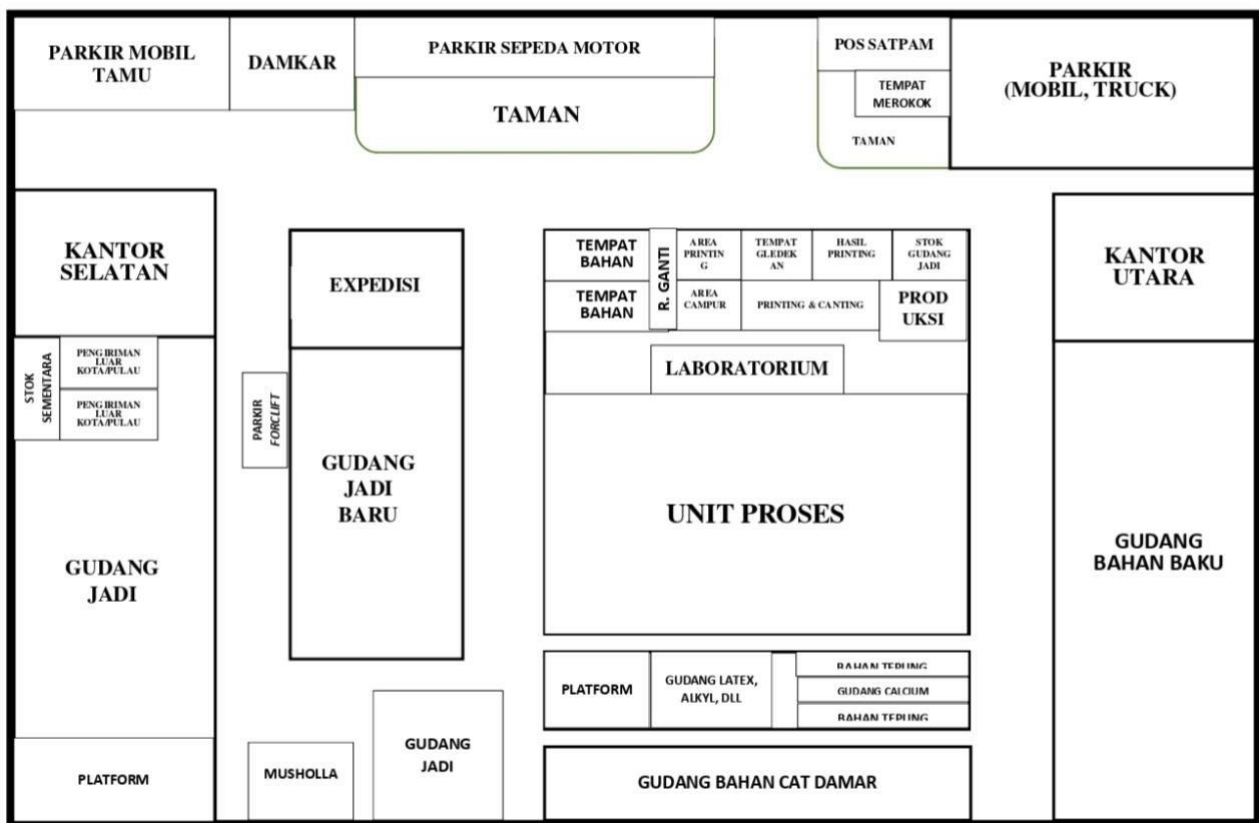 PARKIR MOBIL
TAMU
DAMKAR
PARKIR SEPEDA MOTOR
TAMAN
POS SATPAM
TEMPAT
MEROKOK
TAMAN
PARKIR
(MOBIL, TRUCK)
KANTOR
SELATAN
EXPEDISI
TEMPAT
BAHAN
TEMPAT
BAHAN
R. GANTI
AREA
PRINTIN
G
TEMPAT
GLEDEK
AN
HASIL
PRINTING
STOK
GUDANG
JADI
AREA
CAMPUR
PRINTING & CANTING
PROD
UKSI
KANTOR
UTARA
STOK
SEMENTARA
PENGIRIMAN
LUAR
KOTA/PULAU
PENGIRIMAN
LUAR
KOTA/PULAU
PARKIR
FORCLIFT
LABORATORIUM
GUDANG
JADI
BARU
UNIT PROSES
GUDANG
BAHAN BAKU
GUDANG
JADI
PLATFORM
GUDANG LATEX,
ALKYL, DLL
BAHAN TEPUNG
GUDANG CALCIUM
BAHAN TEPUNG
PLATFORM
MUSHOLLA
GUDANG
JADI
GUDANG BAHAN CAT DAMAR